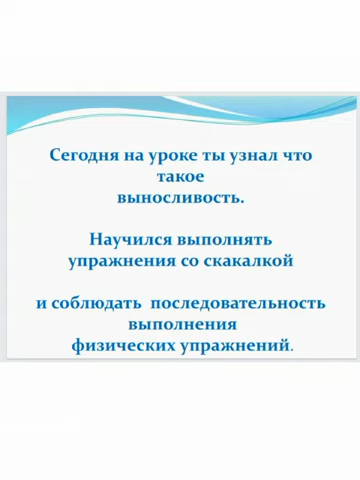 Сегодня на уроке ты узнал что
такое
выносливость.
Научился выполнять
упражнения со скакалкой
и соблюдать последовательность
выполнения
физических упражнений.